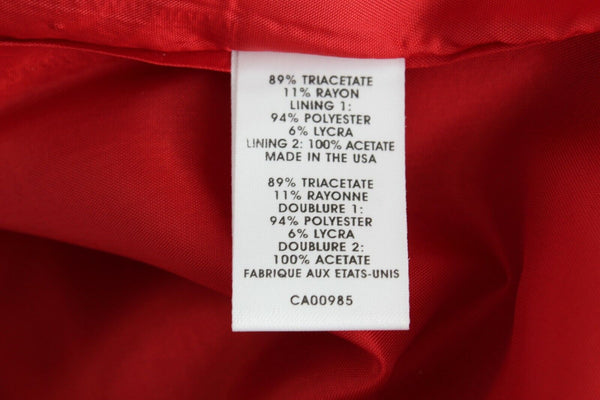 89% TRIACETATE
11% RAYON
LINING 1:
94% POLYESTER
6% LYCRA
LINING 2: 100% ACETATE
MADE IN THE USA
89% TRIACETATE
11% RAYONNE
DOUBLURE 1:
94% POLYESTER
6% LYCRA
DOUBLURE 2:
100% ACETATE
FABRIQUE AUX ETATS-UNIS
CA00985